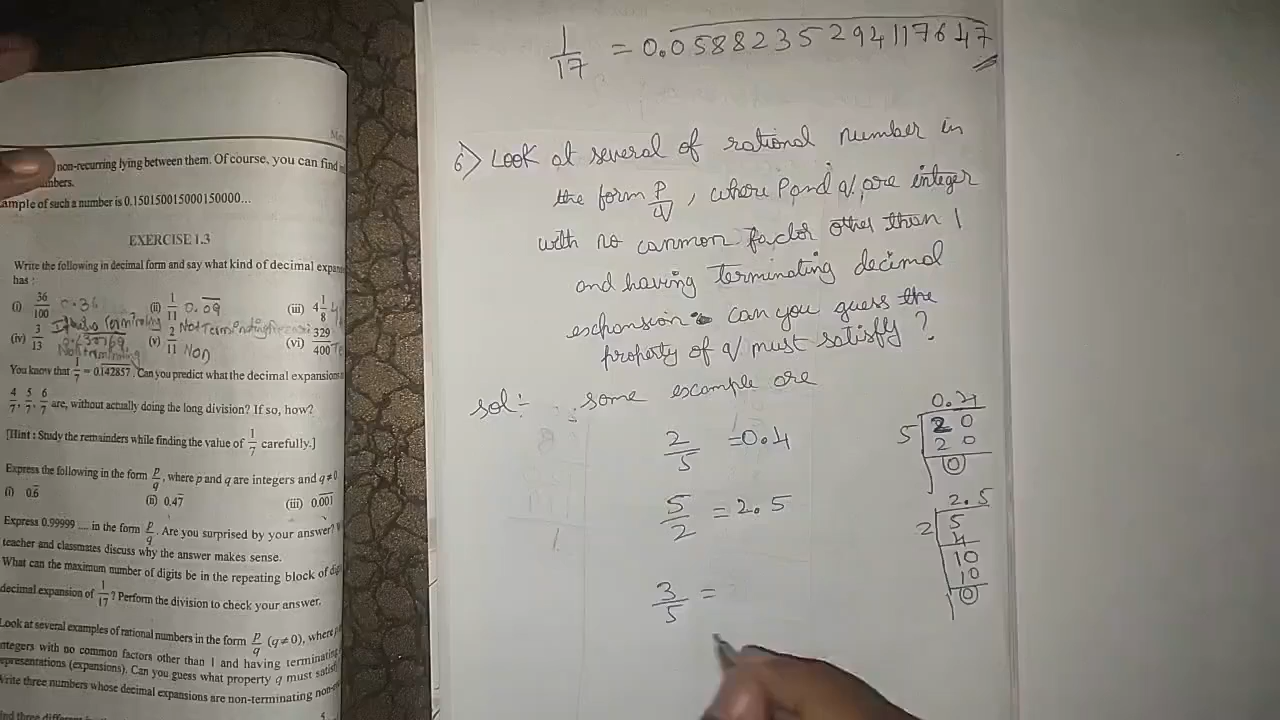 non-recurring lying between them. Of course, you can find
mbers.
ample of such a number is 0.150150015000150000...
EXERCISE 1.3
Write the following in decimal form and say what kind of decimal expan
has :
(i) 36/100 0.36 (ii) 1/11 0.09 (iii) 4 1/8
(iv) 3/13 (v) 2/11 Non (vi) 329/400
You know that 1/7 = 0.142857. Can you predict what the decimal expansions
4/7, 5/7, 6/7 are, without actually doing the long division? If so, how?
[Hint : Study the remainders while finding the value of 1/7 carefully.]
Express the following in the form p/q, where p and q are integers and q ≠ 0
(i) 0.6 (ii) 0.47 (iii) 0.001
Express 0.99999 .... in the form p/q. Are you surprised by your answer?
teacher and classmates discuss why the answer makes sense.
What can the maximum number of digits be in the repeating block of
decimal expansion of 1/17? Perform the division to check your answer.
Look at several examples of rational numbers in the form p/q (q ≠ 0), where
ntegers with no common factors other than 1 and having terminating
epresentations (expansions). Can you guess what property q must satis
Write three numbers whose decimal expansions are non-terminating non-
1/17 = 0.0588235294117647
6) Look at several of rational number in
the form P/q, where P and q are integer
with no canmon factor other than 1
and having terminating decimal
eschansion can you guess the
property of q must satisfy ?
Sol:- some escample are
2/5 = 0.4
5/2 = 2.5
3/5 =
0.4
5 20
20
0
2.5
2 5
4
10
10
0